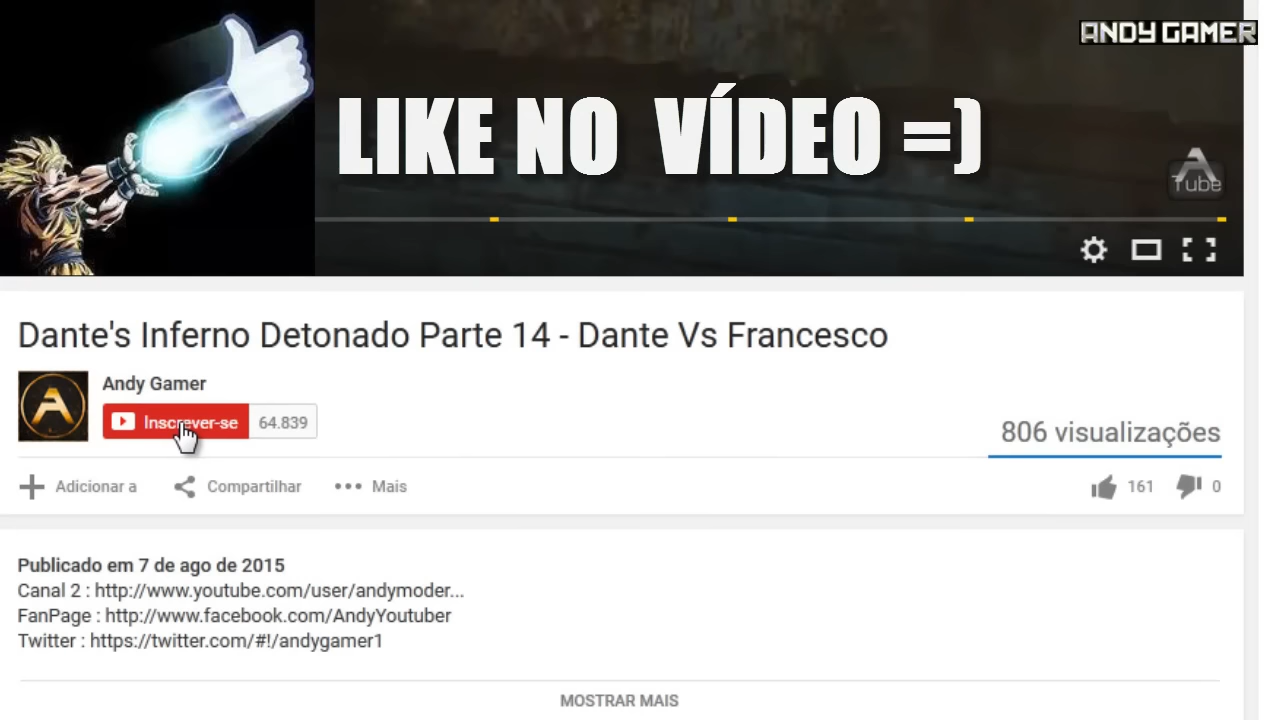 ANDY GAMER
LIKE NO VÍDEO =)
A
Tube
Dante's Inferno Detonado Parte 14 - Dante Vs Francesco
A
Andy Gamer
Inscrever-se 64.839
806 visualizações
Adicionar a Compartilhar Mais 161 0
Publicado em 7 de ago de 2015
Canal 2 : http://www.youtube.com/user/andymoder...
FanPage : http://www.facebook.com/AndyYoutuber
Twitter : https://twitter.com/#!/andygamer1
MOSTRAR MAIS